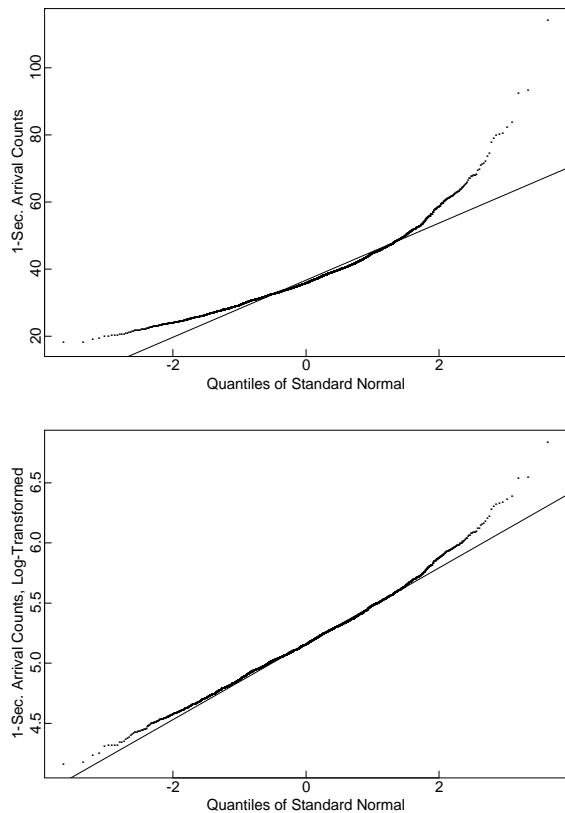 1-Sec. Arrival Counts
100
80
60
40
20
-2 0 2
Quantiles of Standard Normal
1-Sec. Arrival Counts, Log-Transformed
6.5
6.0
5.5
5.0
4.5
-2 0 2
Quantiles of Standard Normal